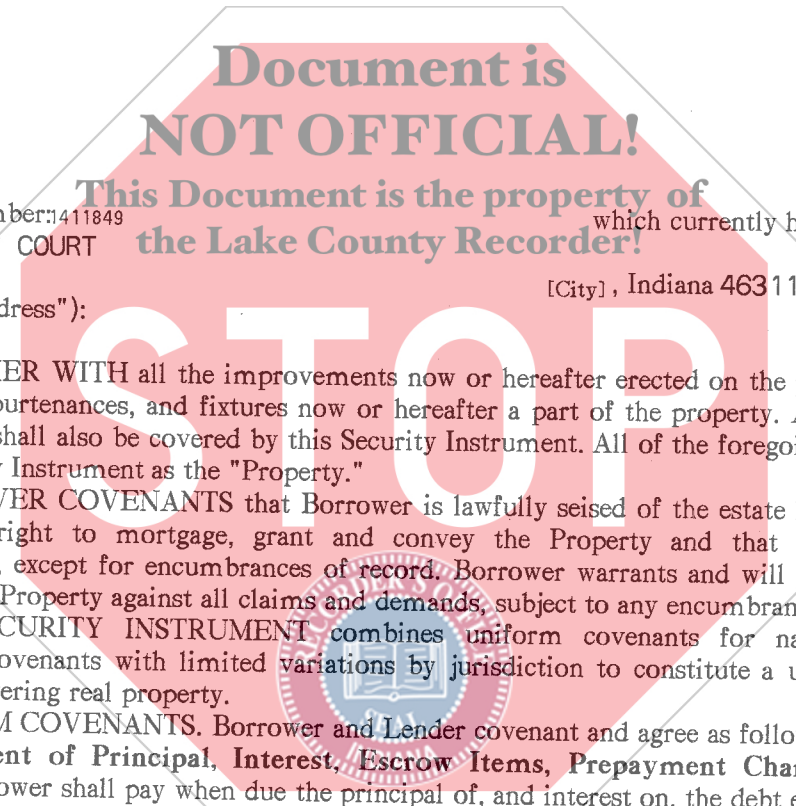 Document is
NOT OFFICIAL!
This Document is the property of
the Lake County Recorder!
STOP
nber:1411849 which currently h
COURT
[City], Indiana 46311
dress"):
ER WITH all the improvements now or hereafter erected on the
ourtenances, and fixtures now or hereafter a part of the property. A
shall also be covered by this Security Instrument. All of the foregoi
y Instrument as the "Property."
VER COVENANTS that Borrower is lawfully seised of the estate
right to mortgage, grant and convey the Property and that
, except for encumbrances of record. Borrower warrants and will
Property against all claims and demands, subject to any encumbran
CURITY INSTRUMENT combines uniform covenants for na
ovenants with limited variations by jurisdiction to constitute a u
ering real property.
M COVENANTS. Borrower and Lender covenant and agree as follo
ent of Principal, Interest, Escrow Items, Prepayment Char
ower shall pay when due the principal of, and interest on, the debt e
SEAL
INDIANA